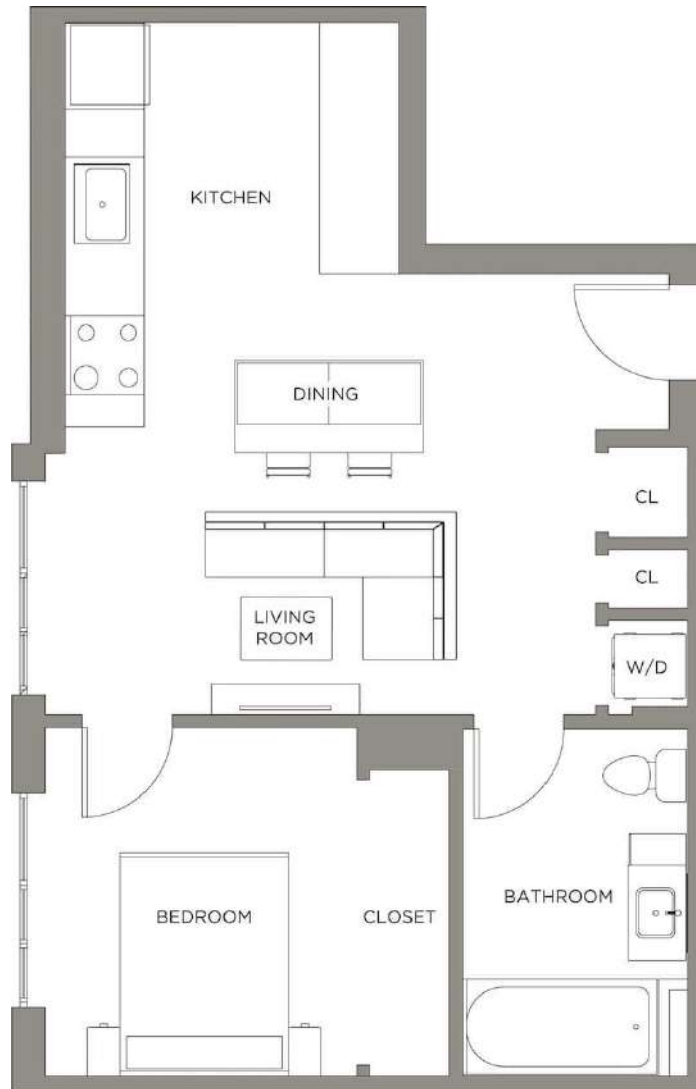 KITCHEN
DINING
CL
CL
LIVING
ROOM
W/D
BEDROOM
CLOSET
BATHROOM